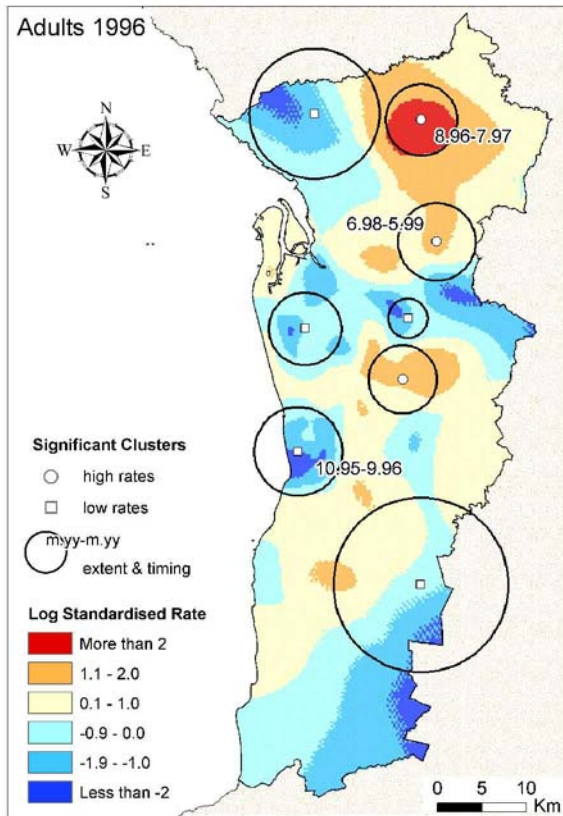 Adults 1996
N
W E
S
8.96-7.97
6.98-5.99
10.95-9.96
Significant Clusters
high rates
low rates
m.yy-m.yy
extent & timing
Log Standardised Rate
More than 2
1.1 - 2.0
0.1 - 1.0
-0.9 - 0.0
-1.9 - -1.0
Less than -2
0 5 10
Km